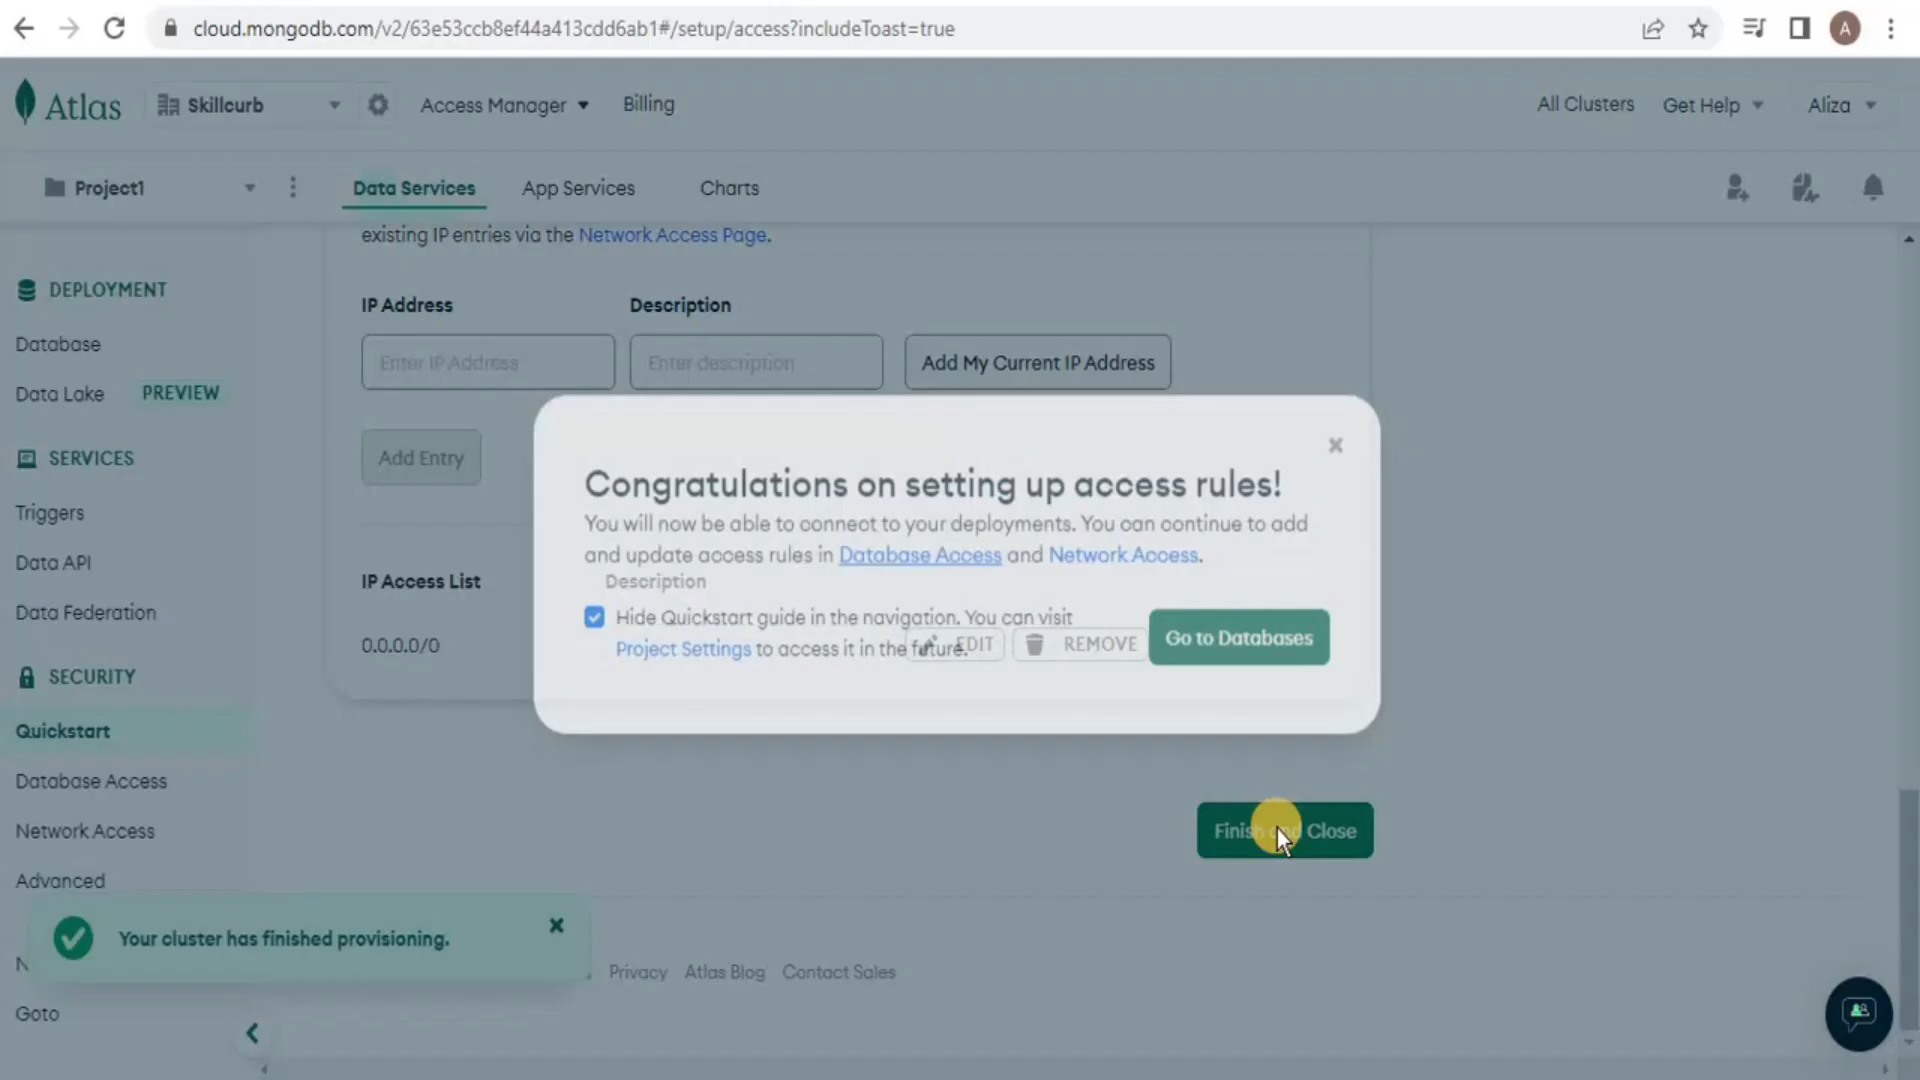 cloud.mongodb.com/v2/63e53ccb8ef44a413cdd6ab1#/setup/access?includeToast=true
A
Atlas
Skillcurb
Access Manager
Billing
All Clusters
Get Help
Aliza
Project1
Data Services
App Services
Charts
existing IP entries via the Network Access Page.
DEPLOYMENT
Database
Data Lake PREVIEW
SERVICES
Triggers
Data API
Data Federation
SECURITY
Quickstart
Database Access
Network Access
Advanced
N
Goto
IP Address
Description
Enter IP Address
Enter description
Add My Current IP Address
Add Entry
IP Access List
Description
0.0.0.0/0
EDIT
REMOVE
Congratulations on setting up access rules!
You will now be able to connect to your deployments. You can continue to add
and update access rules in Database Access and Network Access.
Hide Quickstart guide in the navigation. You can visit
Project Settings to access it in the future.
Go to Databases
Finish and Close
Your cluster has finished provisioning.
Privacy
Atlas Blog
Contact Sales